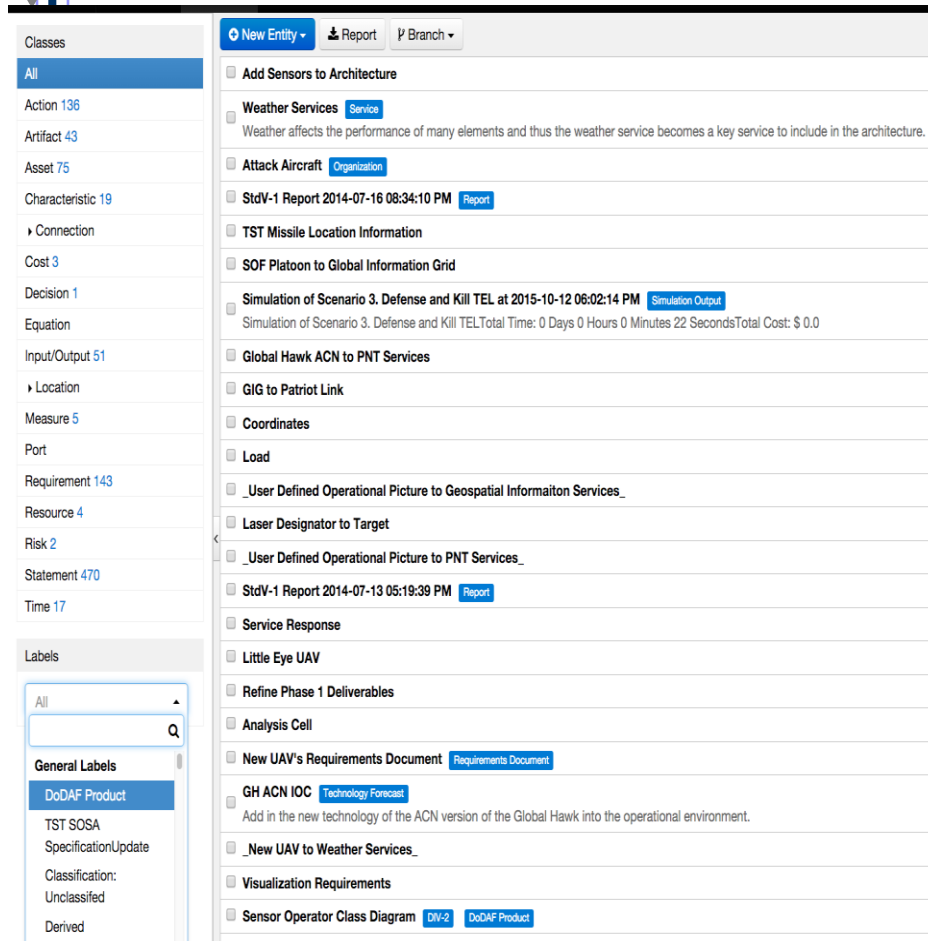 Classes
All
Action 136
Artifact 43
Asset 75
Characteristic 19
Connection
Cost 3
Decision 1
Equation
Input/Output 51
Location
Measure 5
Port
Requirement 143
Resource 4
Risk 2
Statement 470
Time 17
Labels
All
General Labels
DoDAF Product
TST SOSA
SpecificationUpdate
Classification:
Unclassifed
Derived
New Entity Report Branch
Add Sensors to Architecture
Weather Services Service
Weather affects the performance of many elements and thus the weather service becomes a key service to include in the architecture.
Attack Aircraft Organization
StdV-1 Report 2014-07-16 08:34:10 PM Report
TST Missile Location Information
SOF Platoon to Global Information Grid
Simulation of Scenario 3. Defense and Kill TEL at 2015-10-12 06:02:14 PM Simulation Output
Simulation of Scenario 3. Defense and Kill TELTotal Time: 0 Days 0 Hours 0 Minutes 22 SecondsTotal Cost: $ 0.0
Global Hawk ACN to PNT Services
GIG to Patriot Link
Coordinates
Load
_User Defined Operational Picture to Geospatial Informaiton Services_
Laser Designator to Target
_User Defined Operational Picture to PNT Services_
StdV-1 Report 2014-07-13 05:19:39 PM Report
Service Response
Little Eye UAV
Refine Phase 1 Deliverables
Analysis Cell
New UAV's Requirements Document Requirements Document
GH ACN IOC Technology Forecast
Add in the new technology of the ACN version of the Global Hawk into the operational environment.
_New UAV to Weather Services_
Visualization Requirements
Sensor Operator Class Diagram DIV-2 DoDAF Product